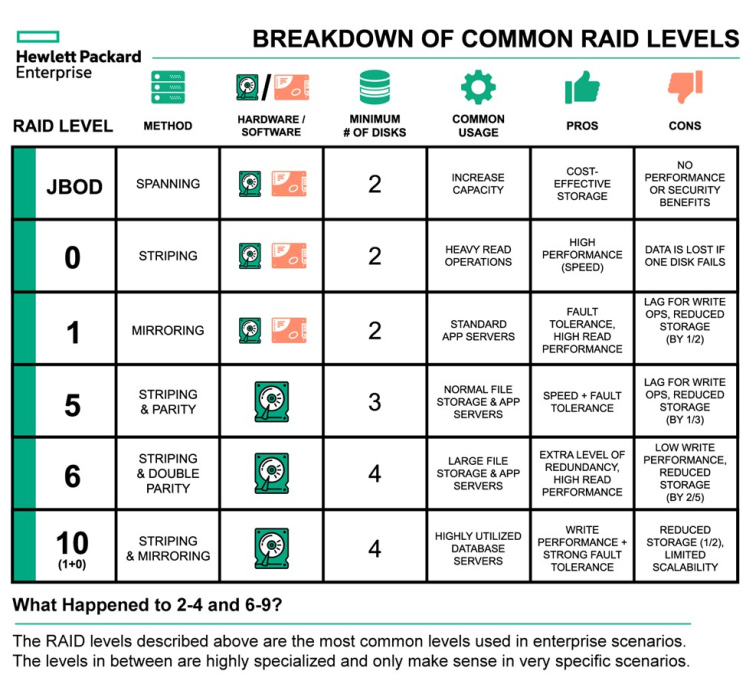 Hewlett Packard
Enterprise
BREAKDOWN OF COMMON RAID LEVELS
RAID LEVEL
METHOD
HARDWARE /
SOFTWARE
MINIMUM
# OF DISKS
COMMON
USAGE
PROS
CONS
JBOD
SPANNING
2
INCREASE
CAPACITY
COST-
EFFECTIVE
STORAGE
NO
PERFORMANCE
OR SECURITY
BENEFITS
0
STRIPING
2
HEAVY READ
OPERATIONS
HIGH
PERFORMANCE
(SPEED)
DATA IS LOST IF
ONE DISK FAILS
1
MIRRORING
2
STANDARD
APP SERVERS
FAULT
TOLERANCE,
HIGH READ
PERFORMANCE
LAG FOR WRITE
OPS, REDUCED
STORAGE
(BY 1/2)
5
STRIPING
& PARITY
3
NORMAL FILE
STORAGE & APP
SERVERS
SPEED + FAULT
TOLERANCE
LAG FOR WRITE
OPS, REDUCED
STORAGE
(BY 1/3)
6
STRIPING
& DOUBLE
PARITY
4
LARGE FILE
STORAGE & APP
SERVERS
EXTRA LEVEL OF
REDUNDANCY,
HIGH READ
PERFORMANCE
LOW WRITE
PERFORMANCE,
REDUCED
STORAGE
(BY 2/5)
10
(1+0)
STRIPING
& MIRRORING
4
HIGHLY UTILIZED
DATABASE
SERVERS
WRITE
PERFORMANCE +
STRONG FAULT
TOLERANCE
REDUCED
STORAGE (1/2),
LIMITED
SCALABILITY
What Happened to 2-4 and 6-9?
The RAID levels described above are the most common levels used in enterprise scenarios.
The levels in between are highly specialized and only make sense in very specific scenarios.